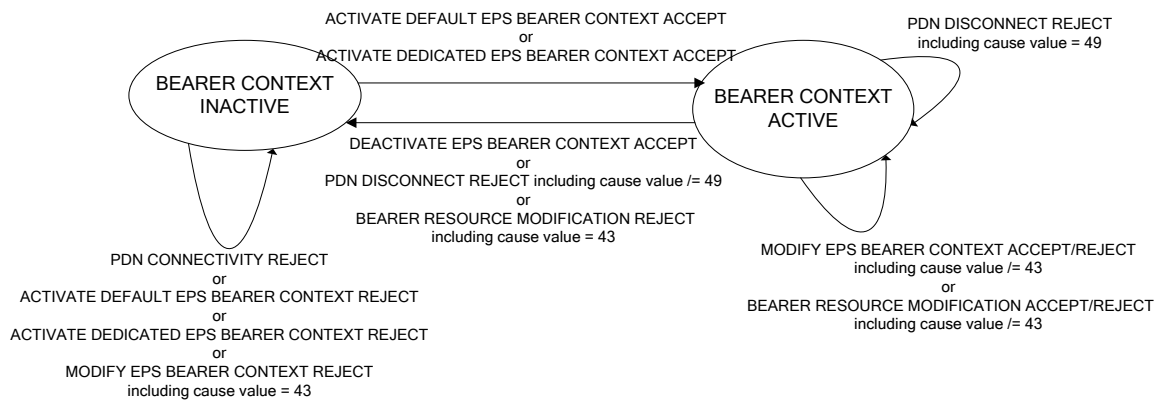 ACTIVATE DEFAULT EPS BEARER CONTEXT ACCEPT
or
ACTIVATE DEDICATED EPS BEARER CONTEXT ACCEPT
PDN DISCONNECT REJECT
including cause value = 49
BEARER CONTEXT
INACTIVE
BEARER CONTEXT
ACTIVE
DEACTIVATE EPS BEARER CONTEXT ACCEPT
or
PDN DISCONNECT REJECT including cause value /= 49
or
BEARER RESOURCE MODIFICATION REJECT
including cause value = 43
PDN CONNECTIVITY REJECT
or
ACTIVATE DEFAULT EPS BEARER CONTEXT REJECT
or
ACTIVATE DEDICATED EPS BEARER CONTEXT REJECT
or
MODIFY EPS BEARER CONTEXT REJECT
including cause value = 43
MODIFY EPS BEARER CONTEXT ACCEPT/REJECT
including cause value /= 43
or
BEARER RESOURCE MODIFICATION ACCEPT/REJECT
including cause value /= 43